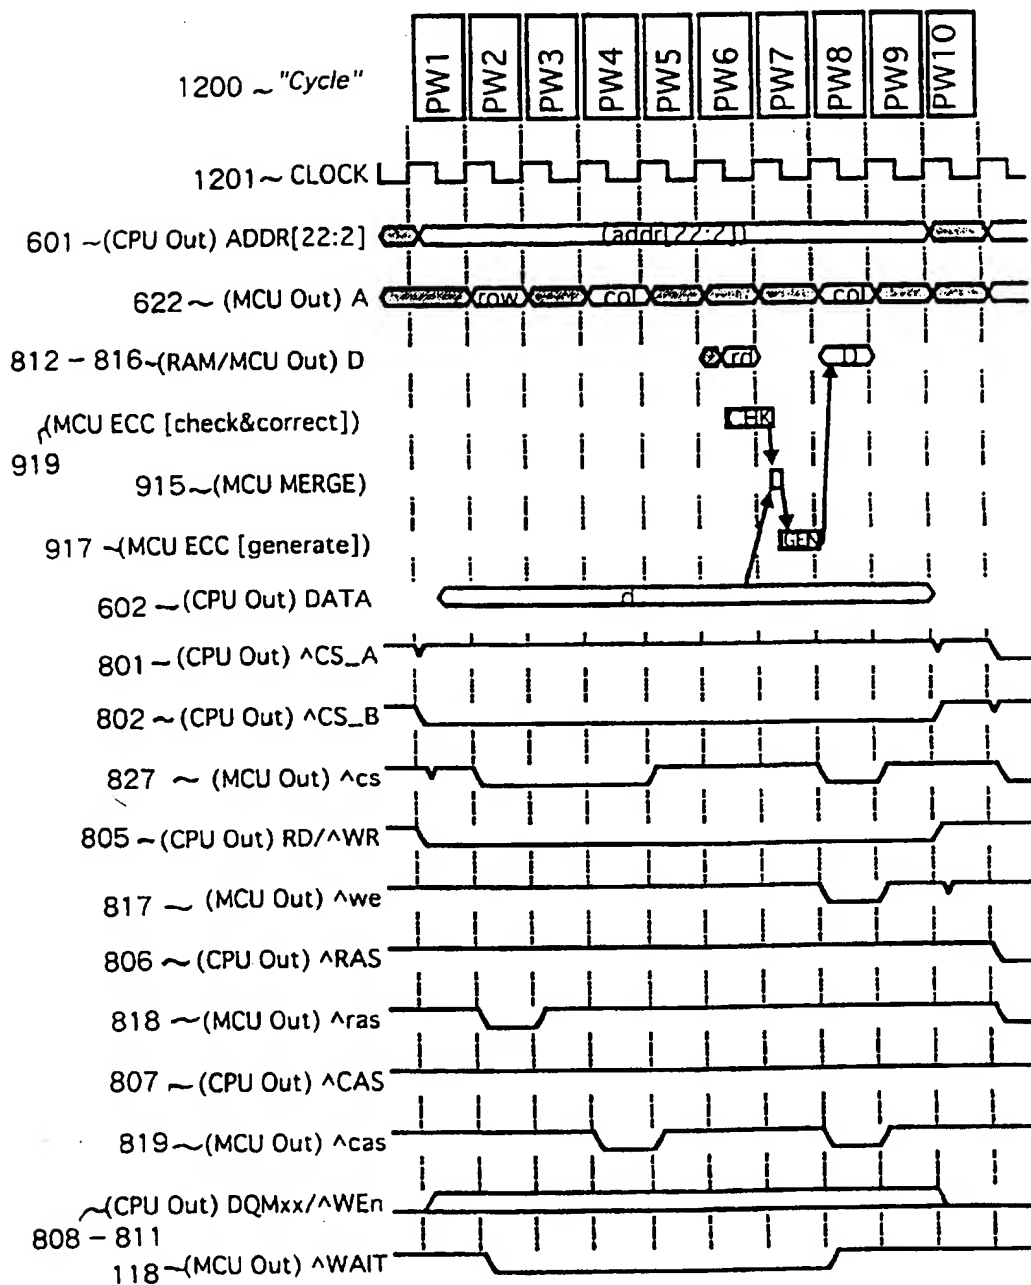 PW1 PW2 PW3 PW4 PW5 PW6 PW7 PW8 PW9 PW10
1200 ~ "Cycle"
1201~ CLOCK
601 ~(CPU Out) ADDR[22:2] (addr[22:2])
622~ (MCU Out) A row col col
812 – 816~(RAM/MCU Out) D rd D
(MCU ECC [check&correct]) CHK
919
915~(MCU MERGE)
917 ~(MCU ECC [generate]) GEN
602 ~(CPU Out) DATA d
801~(CPU Out) ^CS_A
802 ~(CPU Out) ^CS_B
827 ~ (MCU Out) ^cs
805~(CPU Out) RD/^WR
817 ~ (MCU Out) ^we
806 ~(CPU Out) ^RAS
818 ~(MCU Out) ^ras
807 ~(CPU Out) ^CAS
819~(MCU Out) ^cas
~(CPU Out) DQMxx/^WEn
808 – 811
118~(MCU Out) ^WAIT